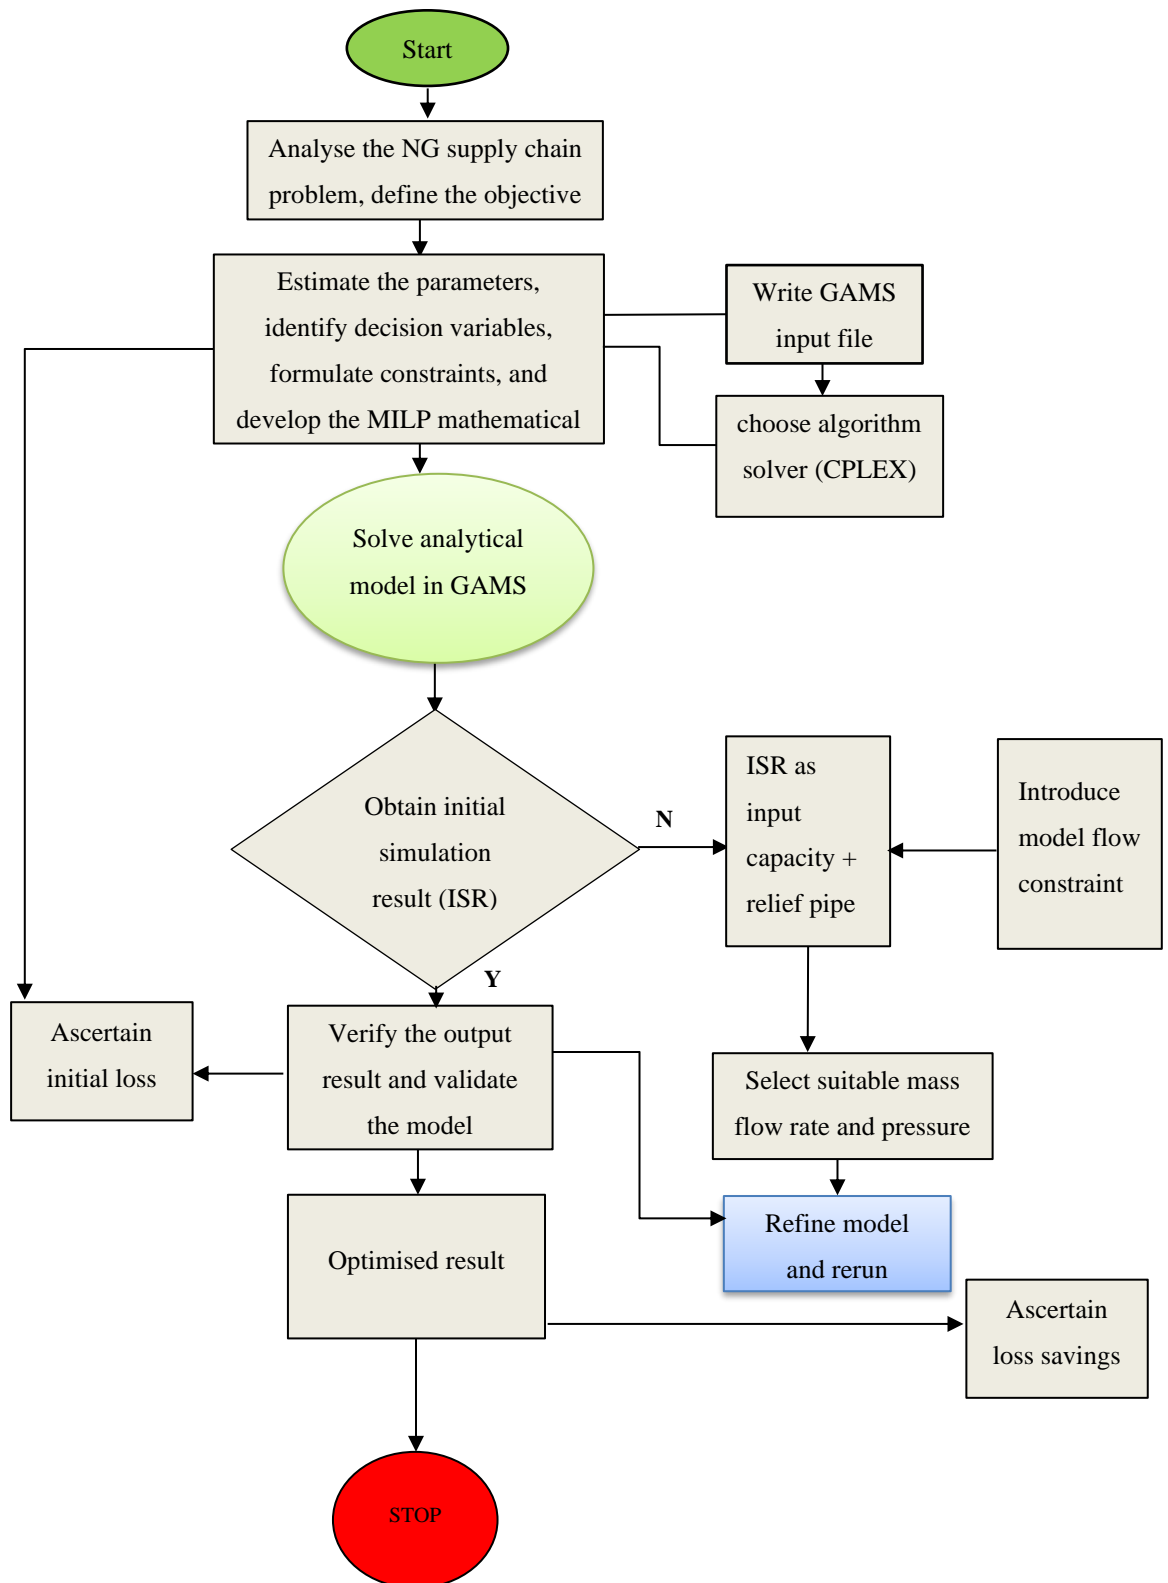 Start
Analyse the NG supply chain
problem, define the objective
Estimate the parameters,
identify decision variables,
formulate constraints, and
develop the MILP mathematical
Write GAMS
input file
choose algorithm
solver (CPLEX)
Solve analytical
model in GAMS
Obtain initial
simulation
result (ISR)
N
ISR as
input
capacity +
relief pipe
Introduce
model flow
constraint
Y
Ascertain
initial loss
Verify the output
result and validate
the model
Select suitable mass
flow rate and pressure
Optimised result
Refine model
and rerun
Ascertain
loss savings
STOP